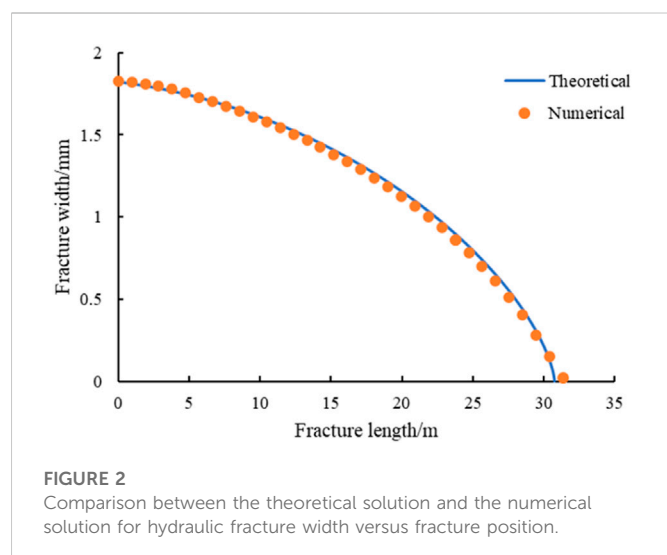 2
Theoretical
Numerical
1.5
Fracture width/mm
1
0.5
0
0 5 10 15 20 25 30 35
Fracture length/m
FIGURE 2
Comparison between the theoretical solution and the numerical
solution for hydraulic fracture width versus fracture position.